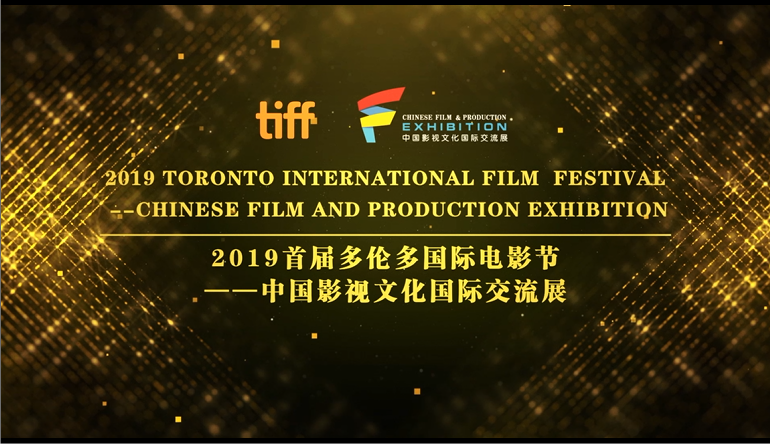 tiff
CHINESE FILM & PRODUCTION
EXHIBITION
中国影视文化国际交流展
2019 TORONTO INTERNATIONAL FILM FESTIVAL
--CHINESE FILM AND PRODUCTION EXHIBITION
2019首届多伦多国际电影节
——中国影视文化国际交流展